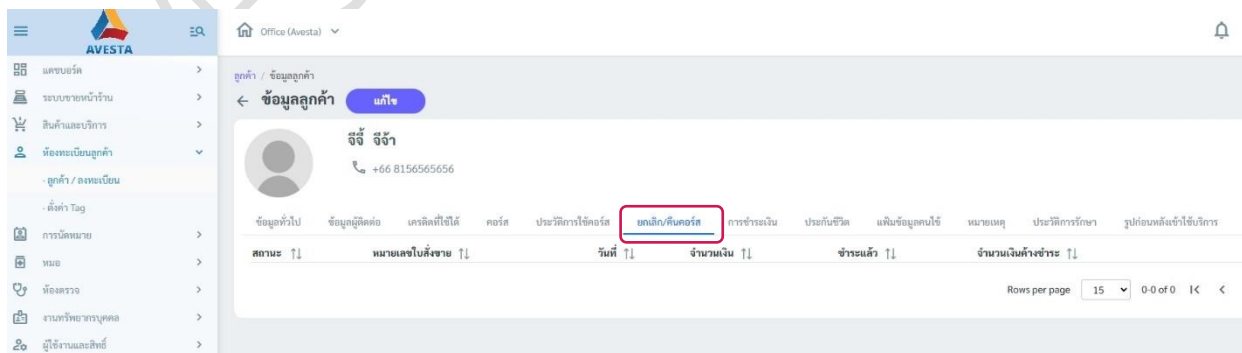 AVESTA
Office (Avesta)
แดชบอร์ด
ระบบขายหน้าร้าน
สินค้าและบริการ
ห้องทะเบียนลูกค้า
· ลูกค้า / ลงทะเบียน
· ตั้งค่า Tag
การนัดหมาย
หมอ
ห้องตรวจ
งานทรัพยากรบุคคล
ผู้ใช้งานและสิทธิ์
ลูกค้า / ข้อมูลลูกค้า
← ข้อมูลลูกค้า แก้ไข
จีจี้ จีจ้า
+66 8156565656
ข้อมูลทั่วไป ข้อมูลผู้ติดต่อ เครดิตที่ใช้ได้ คอร์ส ประวัติการใช้คอร์ส ยกเลิก/คืนคอร์ส การชำระเงิน ประกันชีวิต แฟ้มข้อมูลคนไข้ หมายเหตุ ประวัติการรักษา รูปก่อนหลังเข้าใช้บริการ
สถานะ ↑↓ หมายเลขใบสั่งขาย ↑↓ วันที่ ↑↓ จำนวนเงิน ↑↓ ชำระแล้ว ↑↓ จำนวนเงินค้างชำระ ↑↓
Rows per page 15 0-0 of 0